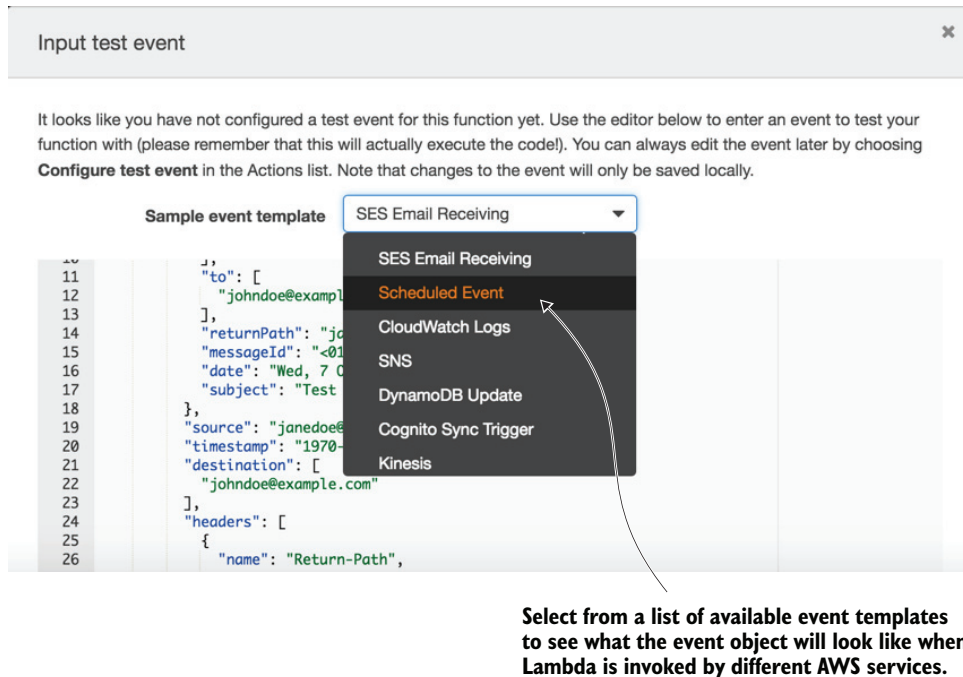 Input test event
×
It looks like you have not configured a test event for this function yet. Use the editor below to enter an event to test your
function with (please remember that this will actually execute the code!). You can always edit the event later by choosing
Configure test event in the Actions list. Note that changes to the event will only be saved locally.
Sample event template SES Email Receiving
SES Email Receiving
Scheduled Event
CloudWatch Logs
SNS
DynamoDB Update
Cognito Sync Trigger
Kinesis
10 ],
11 "to": [
12 "johndoe@exampl
13 ],
14 "returnPath": "ja
15 "messageId": "<01
16 "date": "Wed, 7 O
17 "subject": "Test
18 },
19 "source": "janedoe@
20 "timestamp": "1970-
21 "destination": [
22 "johndoe@example.com"
23 ],
24 "headers": [
25 {
26 "name": "Return-Path",
Select from a list of available event templates
to see what the event object will look like when
Lambda is invoked by different AWS services.